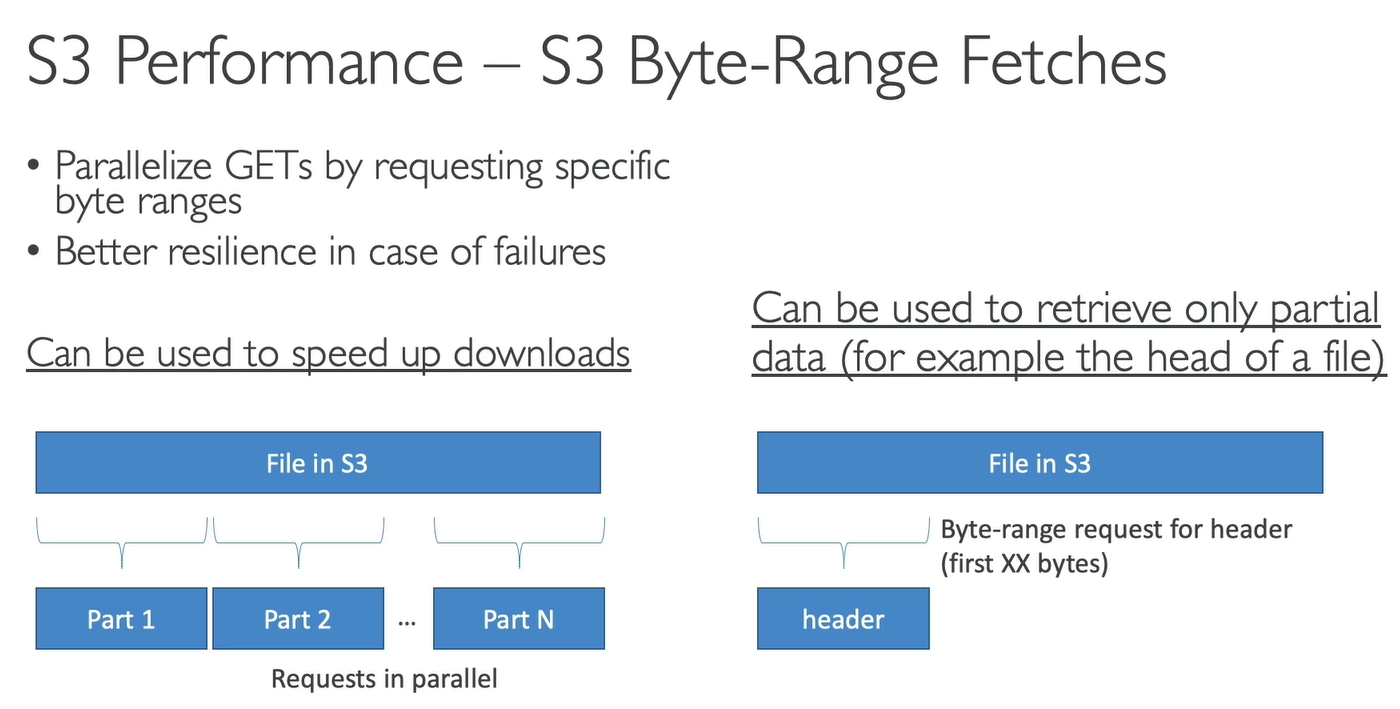 S3 Performance – S3 Byte-Range Fetches
• Parallelize GETs by requesting specific
byte ranges
• Better resilience in case of failures
Can be used to speed up downloads
File in S3
Part 1
Part 2
...
Part N
Requests in parallel
Can be used to retrieve only partial
data (for example the head of a file)
File in S3
Byte-range request for header
(first XX bytes)
header